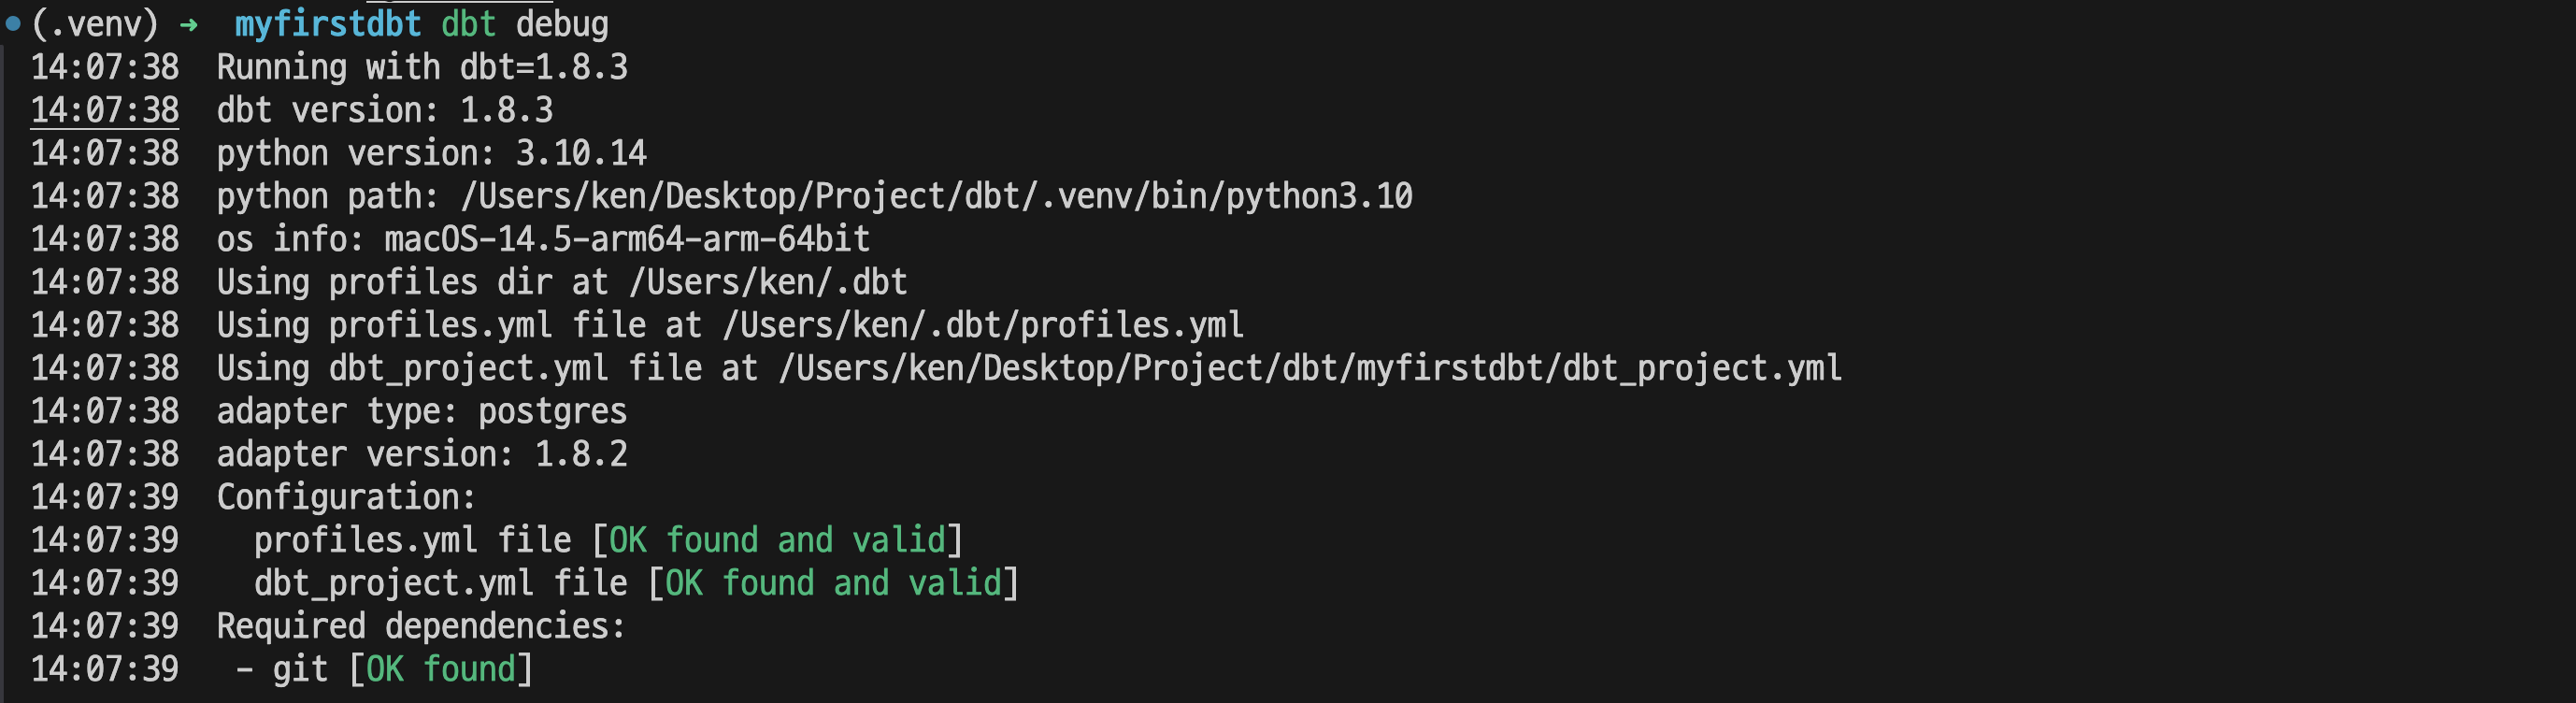 (.venv) → myfirstdbt dbt debug
14:07:38  Running with dbt=1.8.3
14:07:38  dbt version: 1.8.3
14:07:38  python version: 3.10.14
14:07:38  python path: /Users/ken/Desktop/Project/dbt/.venv/bin/python3.10
14:07:38  os info: macOS-14.5-arm64-arm-64bit
14:07:38  Using profiles dir at /Users/ken/.dbt
14:07:38  Using profiles.yml file at /Users/ken/.dbt/profiles.yml
14:07:38  Using dbt_project.yml file at /Users/ken/Desktop/Project/dbt/myfirstdbt/dbt_project.yml
14:07:38  adapter type: postgres
14:07:38  adapter version: 1.8.2
14:07:39  Configuration:
14:07:39    profiles.yml file [OK found and valid]
14:07:39    dbt_project.yml file [OK found and valid]
14:07:39  Required dependencies:
14:07:39   - git [OK found]